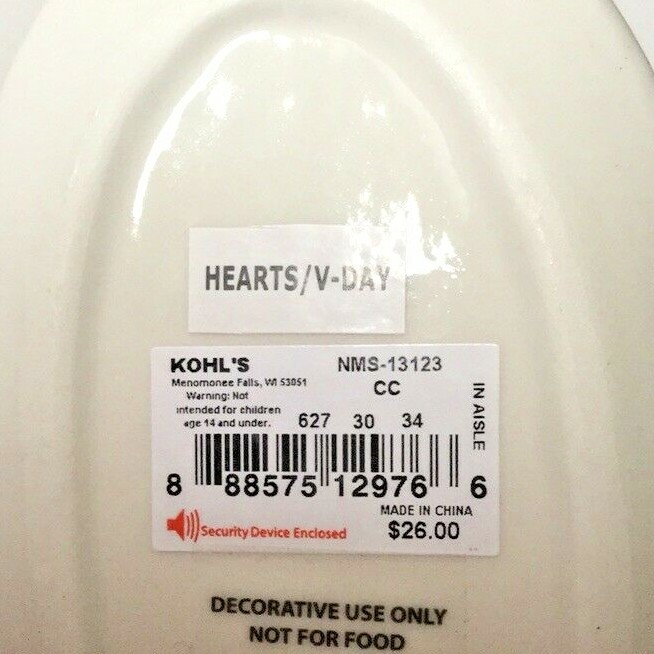 HEARTS/V-DAY
KOHL'S NMS-13123
Menomonee Falls, WI 53051 CC
Warning: Not
intended for children
age 14 and under. 627 30 34
IN AISLE
8 88575 12976 6
MADE IN CHINA
Security Device Enclosed $26.00
DECORATIVE USE ONLY
NOT FOR FOOD